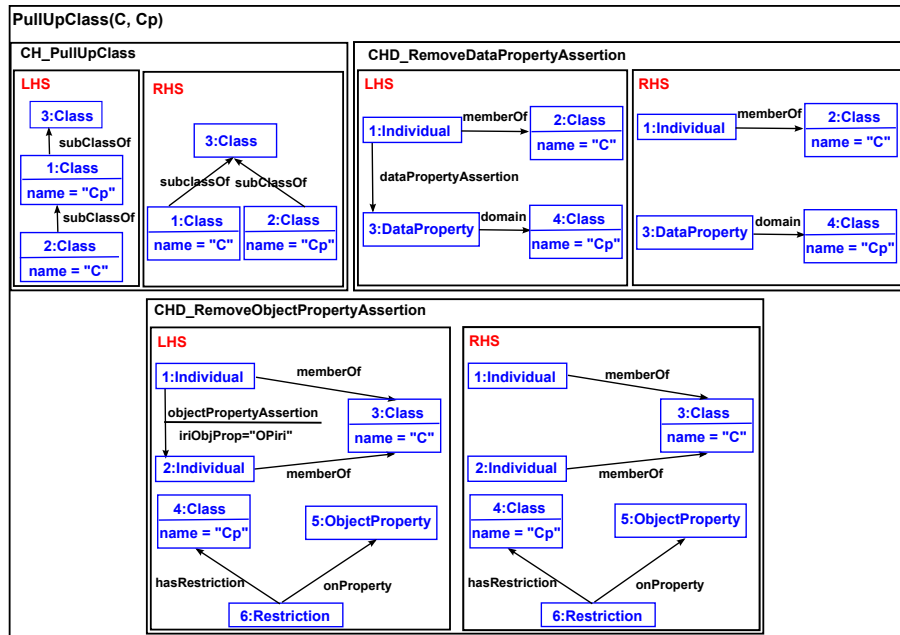 PullUpClass(C, Cp)
CH_PullUpClass
LHS
3:Class
subClassOf
1:Class
name = "Cp"
subClassOf
2:Class
name = "C"
RHS
3:Class
subclassOf
subClassOf
1:Class
name = "C"
2:Class
name = "Cp"
CHD_RemoveDataPropertyAssertion
LHS
1:Individual
memberOf
2:Class
name = "C"
dataPropertyAssertion
3:DataProperty
domain
4:Class
name = "Cp"
RHS
1:Individual
memberOf
2:Class
name = "C"
3:DataProperty
domain
4:Class
name = "Cp"
CHD_RemoveObjectPropertyAssertion
LHS
1:Individual
memberOf
objectPropertyAssertion
iriObjProp="OPiri"
3:Class
name = "C"
2:Individual
memberOf
4:Class
name = "Cp"
5:ObjectProperty
hasRestriction
onProperty
6:Restriction
RHS
1:Individual
memberOf
3:Class
name = "C"
2:Individual
memberOf
4:Class
name = "Cp"
5:ObjectProperty
hasRestriction
onProperty
6:Restriction